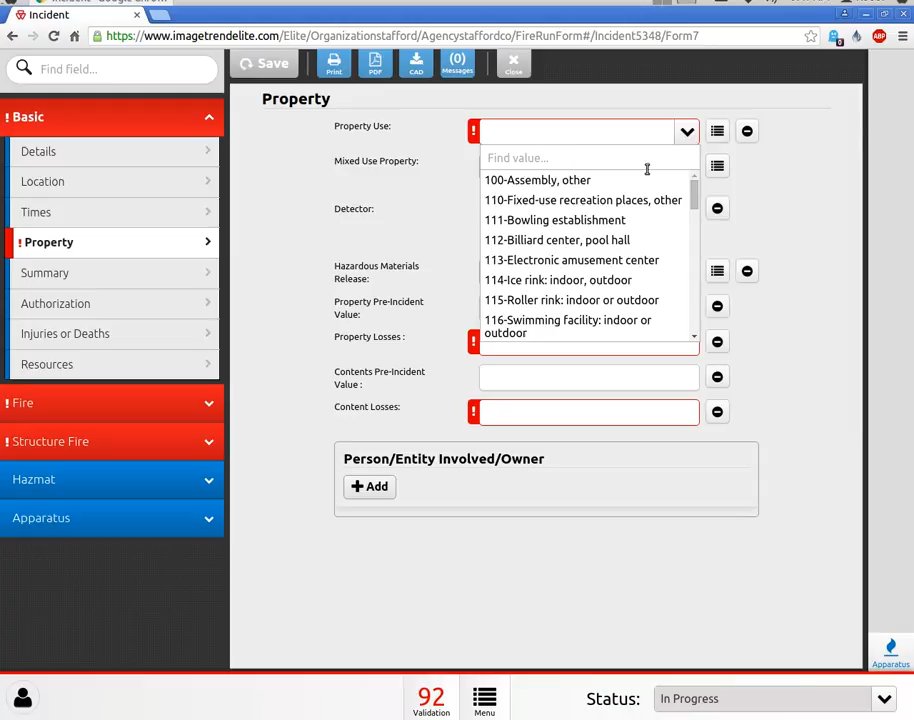 Incident
https://www.imagetrendelite.com/Elite/Organizationstafford/Agencystaffordco/FireRunForm#/Incident5348/Form7
0
ABP
Find field...
Save
Print
PDF
CAD
(0)
Messages
Close
! Basic
Details
Location
Times
! Property
Summary
Authorization
Injuries or Deaths
Resources
! Fire
! Structure Fire
Hazmat
Apparatus
Property
Property Use:
!
Find value...
100-Assembly, other
110-Fixed-use recreation places, other
111-Bowling establishment
112-Billiard center, pool hall
113-Electronic amusement center
114-Ice rink: indoor, outdoor
115-Roller rink: indoor or outdoor
116-Swimming facility: indoor or
outdoor
Mixed Use Property:
Detector:
Hazardous Materials
Release:
Property Pre-Incident
Value:
Property Losses :
!
Contents Pre-Incident
Value :
Content Losses:
!
Person/Entity Involved/Owner
+ Add
Apparatus
92
Validation
Menu
Status:
In Progress